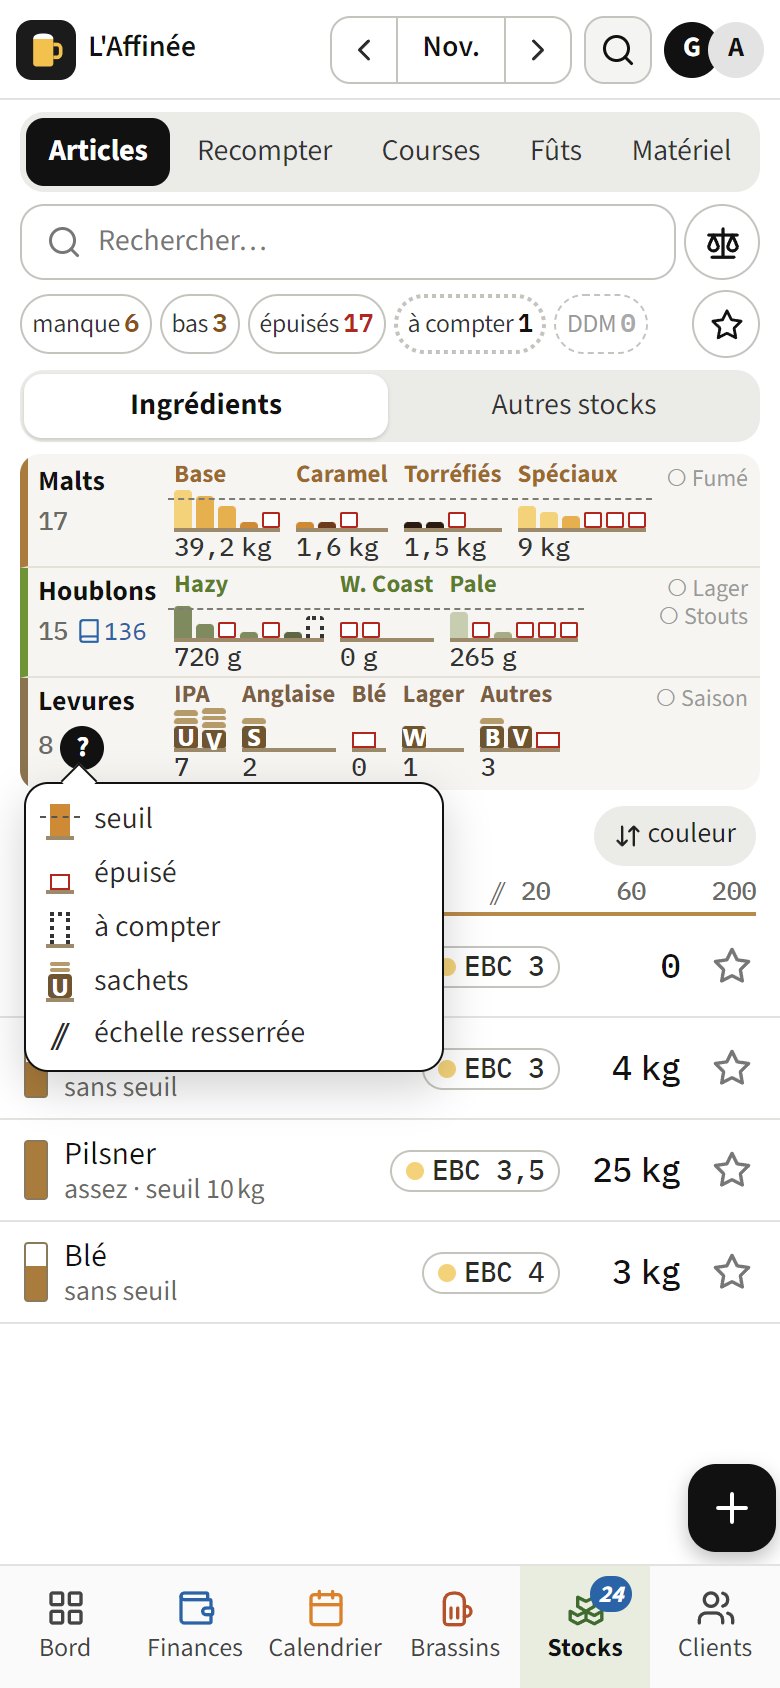 L'Affinée
Nov.
G A
Articles Recompter Courses Fûts Matériel
Rechercher…
manque 6 bas 3 épuisés 17 à compter 1 DDM 0
Ingrédients Autres stocks
Malts
17
Base Caramel Torréfiés Spéciaux
Fumé
39,2 kg 1,6 kg 1,5 kg 9 kg
Houblons
15 136
Hazy W. Coast Pale
Lager
Stouts
720 g 0 g 265 g
Levures
8 ?
IPA Anglaise Blé Lager Autres
Saison
U V S W B V
7 2 0 1 3
seuil
épuisé
à compter
U sachets
// échelle resserrée
couleur
// 20 60 200
EBC 3 0
EBC 3 4 kg
sans seuil
Pilsner
assez · seuil 10 kg
EBC 3,5 25 kg
Blé
sans seuil
EBC 4 3 kg
24
Bord Finances Calendrier Brassins Stocks Clients